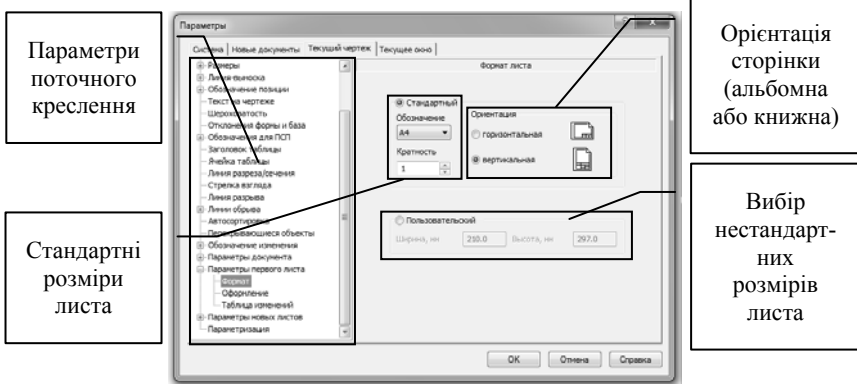 Параметри
поточного
креслення
Стандартні
розміри
листа
Параметры
Система
Новые документы
Текущий чертеж
Текущее окно
Размеры
Линия-выноска
Обозначение позиции
Текст на чертеже
Шероховатость
Отклонения формы и база
Обозначения для ПСП
Заголовок таблицы
Ячейка таблицы
Линия разреза/сечения
Стрелка взгляда
Линия разрыва
Линии обрыва
Автосортировка
Перекрывающиеся объекты
Обозначение изменения
Параметры документа
Параметры первого листа
Формат
Оформление
Таблица изменений
Параметры новых листов
Параметризация
Формат листа
Стандартный
Обозначение
A4
Кратность
1
Ориентация
горизонтальная
вертикальная
Пользовательский
Ширина, мм 210.0 Высота, мм 297.0
OK Отмена Справка
Орієнтація
сторінки
(альбомна
або книжна)
Вибір
нестандарт-
них
розмірів
листа